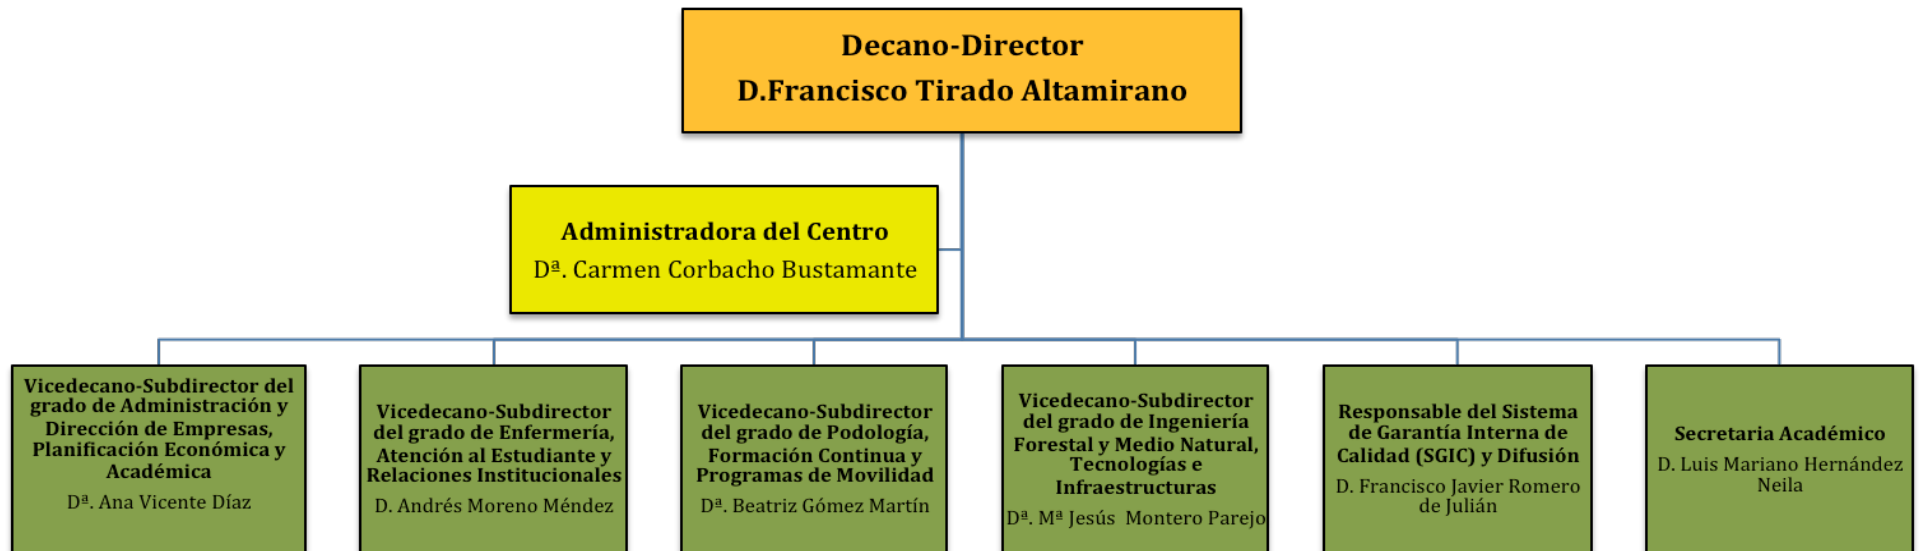 Decano-Director
D.Francisco Tirado Altamirano
Administradora del Centro
Dª. Carmen Corbacho Bustamante
Vicedecano-Subdirector del
grado de Administración y
Dirección de Empresas,
Planificación Económica y
Académica
Dª. Ana Vicente Díaz
Vicedecano-Subdirector
del grado de Enfermería,
Atención al Estudiante y
Relaciones Institucionales
D. Andrés Moreno Méndez
Vicedecano-Subdirector
del grado de Podología,
Formación Continua y
Programas de Movilidad
Dª. Beatriz Gómez Martín
Vicedecano-Subdirector
del grado de Ingeniería
Forestal y Medio Natural,
Tecnologías e
Infraestructuras
Dª. Mª Jesús  Montero Parejo
Responsable del Sistema
de Garantía Interna de
Calidad (SGIC) y Difusión
D. Francisco Javier Romero
de Julián
Secretaria Académico
D. Luis Mariano Hernández
Neila